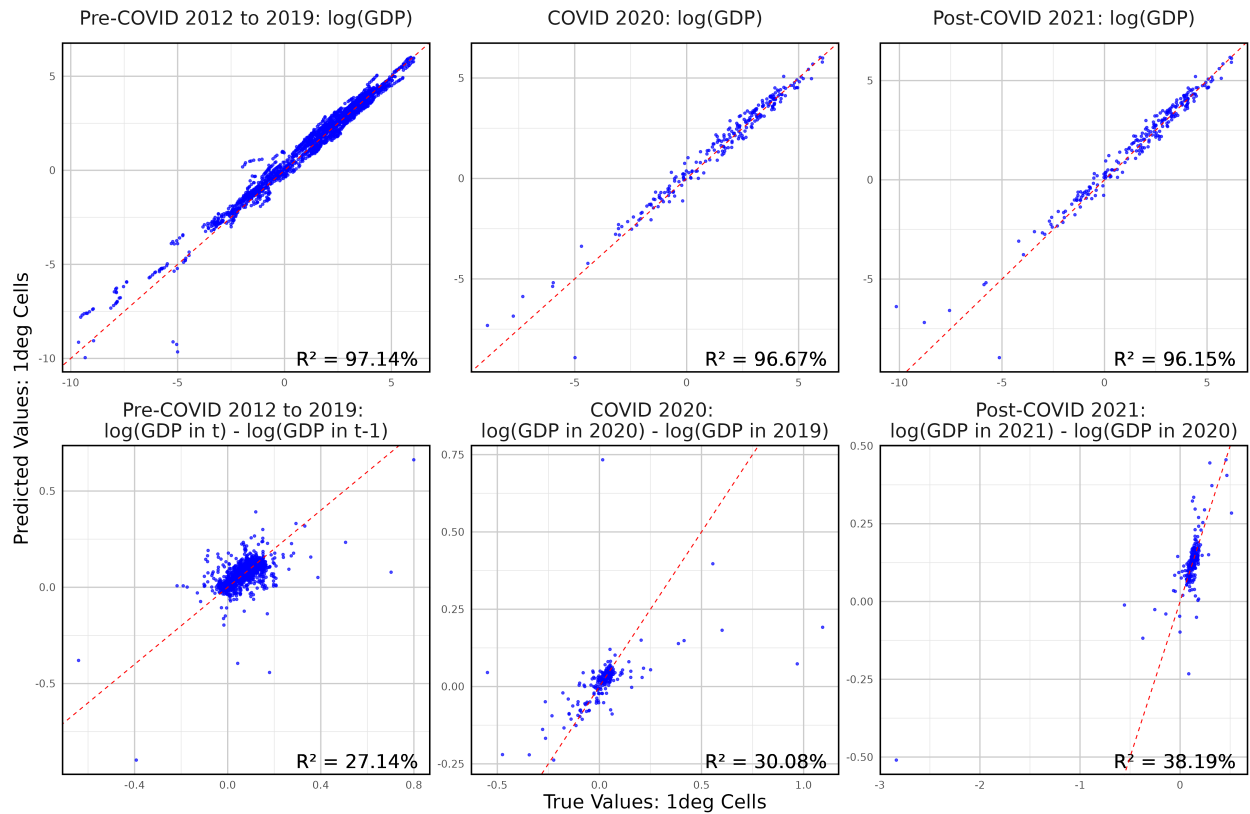 Pre-COVID 2012 to 2019: log(GDP)
COVID 2020: log(GDP)
Post-COVID 2021: log(GDP)
5
0
-5
-10
-10
-5
0
5
R² = 97.14%
5
0
-5
-5
0
5
R² = 96.67%
5
0
-5
-10
-5
0
5
R² = 96.15%
Predicted Values: 1deg Cells
Pre-COVID 2012 to 2019:
log(GDP in t) - log(GDP in t-1)
COVID 2020:
log(GDP in 2020) - log(GDP in 2019)
Post-COVID 2021:
log(GDP in 2021) - log(GDP in 2020)
0.5
0.0
-0.5
-0.4
0.0
0.4
0.8
R² = 27.14%
0.75
0.50
0.25
0.00
-0.25
-0.5
0.0
0.5
1.0
R² = 30.08%
0.50
0.25
0.00
-0.25
-0.50
-3
-2
-1
0
R² = 38.19%
True Values: 1deg Cells